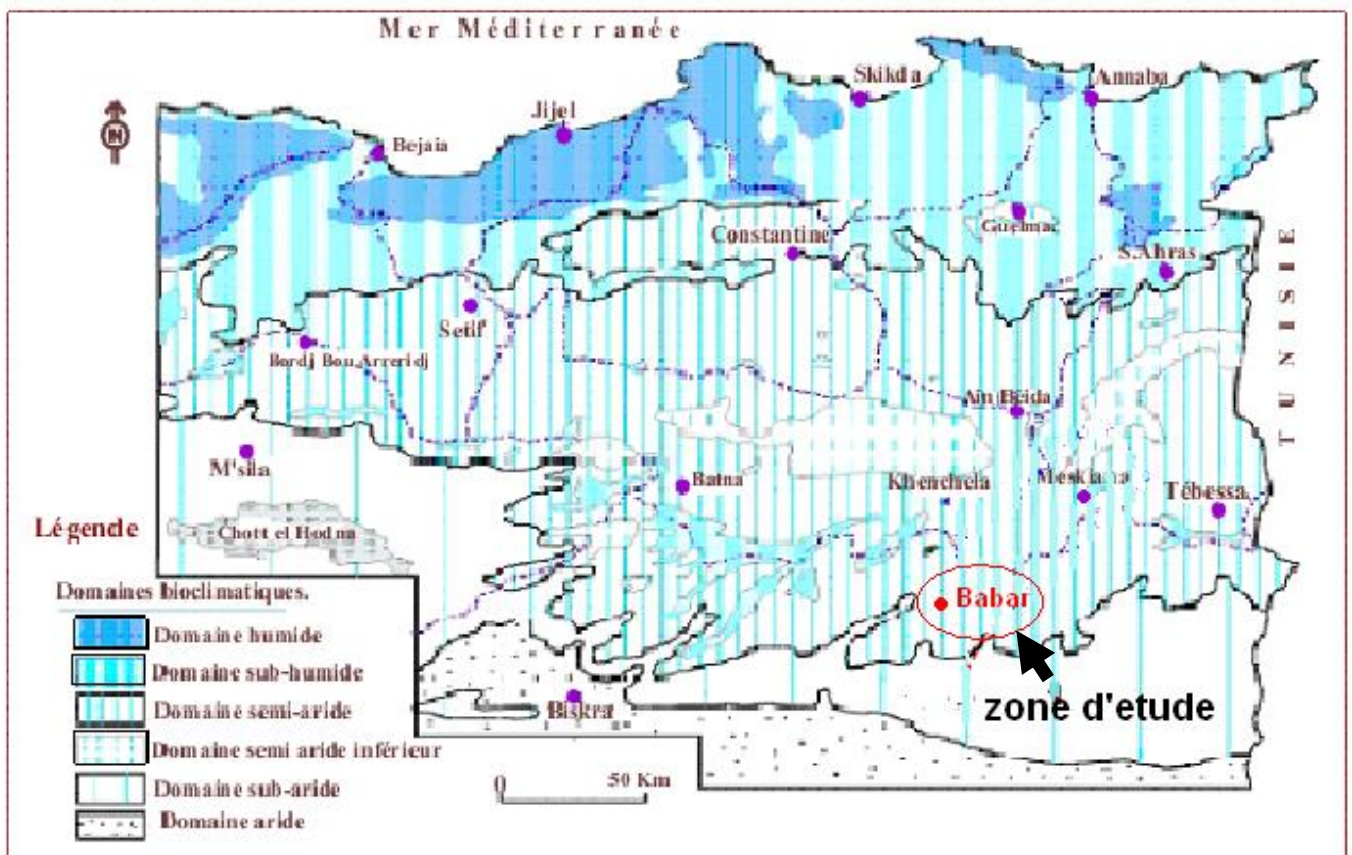 Mer Méditerranée
Skikda
Annaba
Jijel
N
Bejaia
Constantine
Guelma
S.Ahras
TUNISIE
Setif
Bordj Bou.Arreridj
Ain Beida
M'sila
Batna
Khenchela
Meskiana
Tébessa
Légende
Chott el Hodna
Domaines bioclimatiques.
Babar
Domaine humide
Domaine sub-humide
zone d'etude
Domaine semi-aride
Biskra
Domaine semi aride inférieur
0 50 Km
Domaine sub-aride
Domaine aride